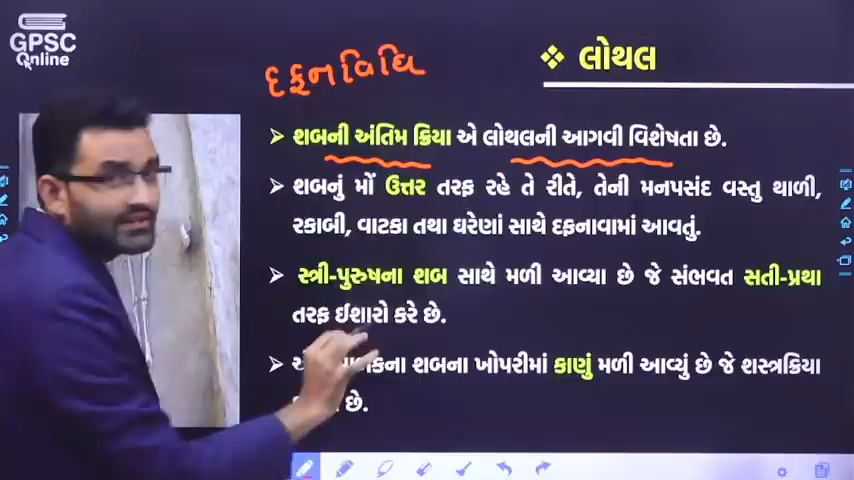 GPSC
Online
દફનવિધિ
❖ લોથલ
➢ શબની અંતિમ ક્રિયા એ લોથલની આગવી વિશેષતા છે.
➢ શબનું મોં ઉત્તર તરફ રહે તે રીતે, તેની મનપસંદ વસ્તુ થાળી,
રકાબી, વાટકા તથા ઘરેણાં સાથે દફનાવામાં આવતું.
➢ સ્ત્રી-પુરુષના શબ સાથે મળી આવ્યા છે જે સંભવત સતી-પ્રથા
તરફ ઈશારો કરે છે.
➢ શબના ખોપરીમાં કાણું મળી આવ્યું છે જે શસ્ત્રક્રિયા
છે.